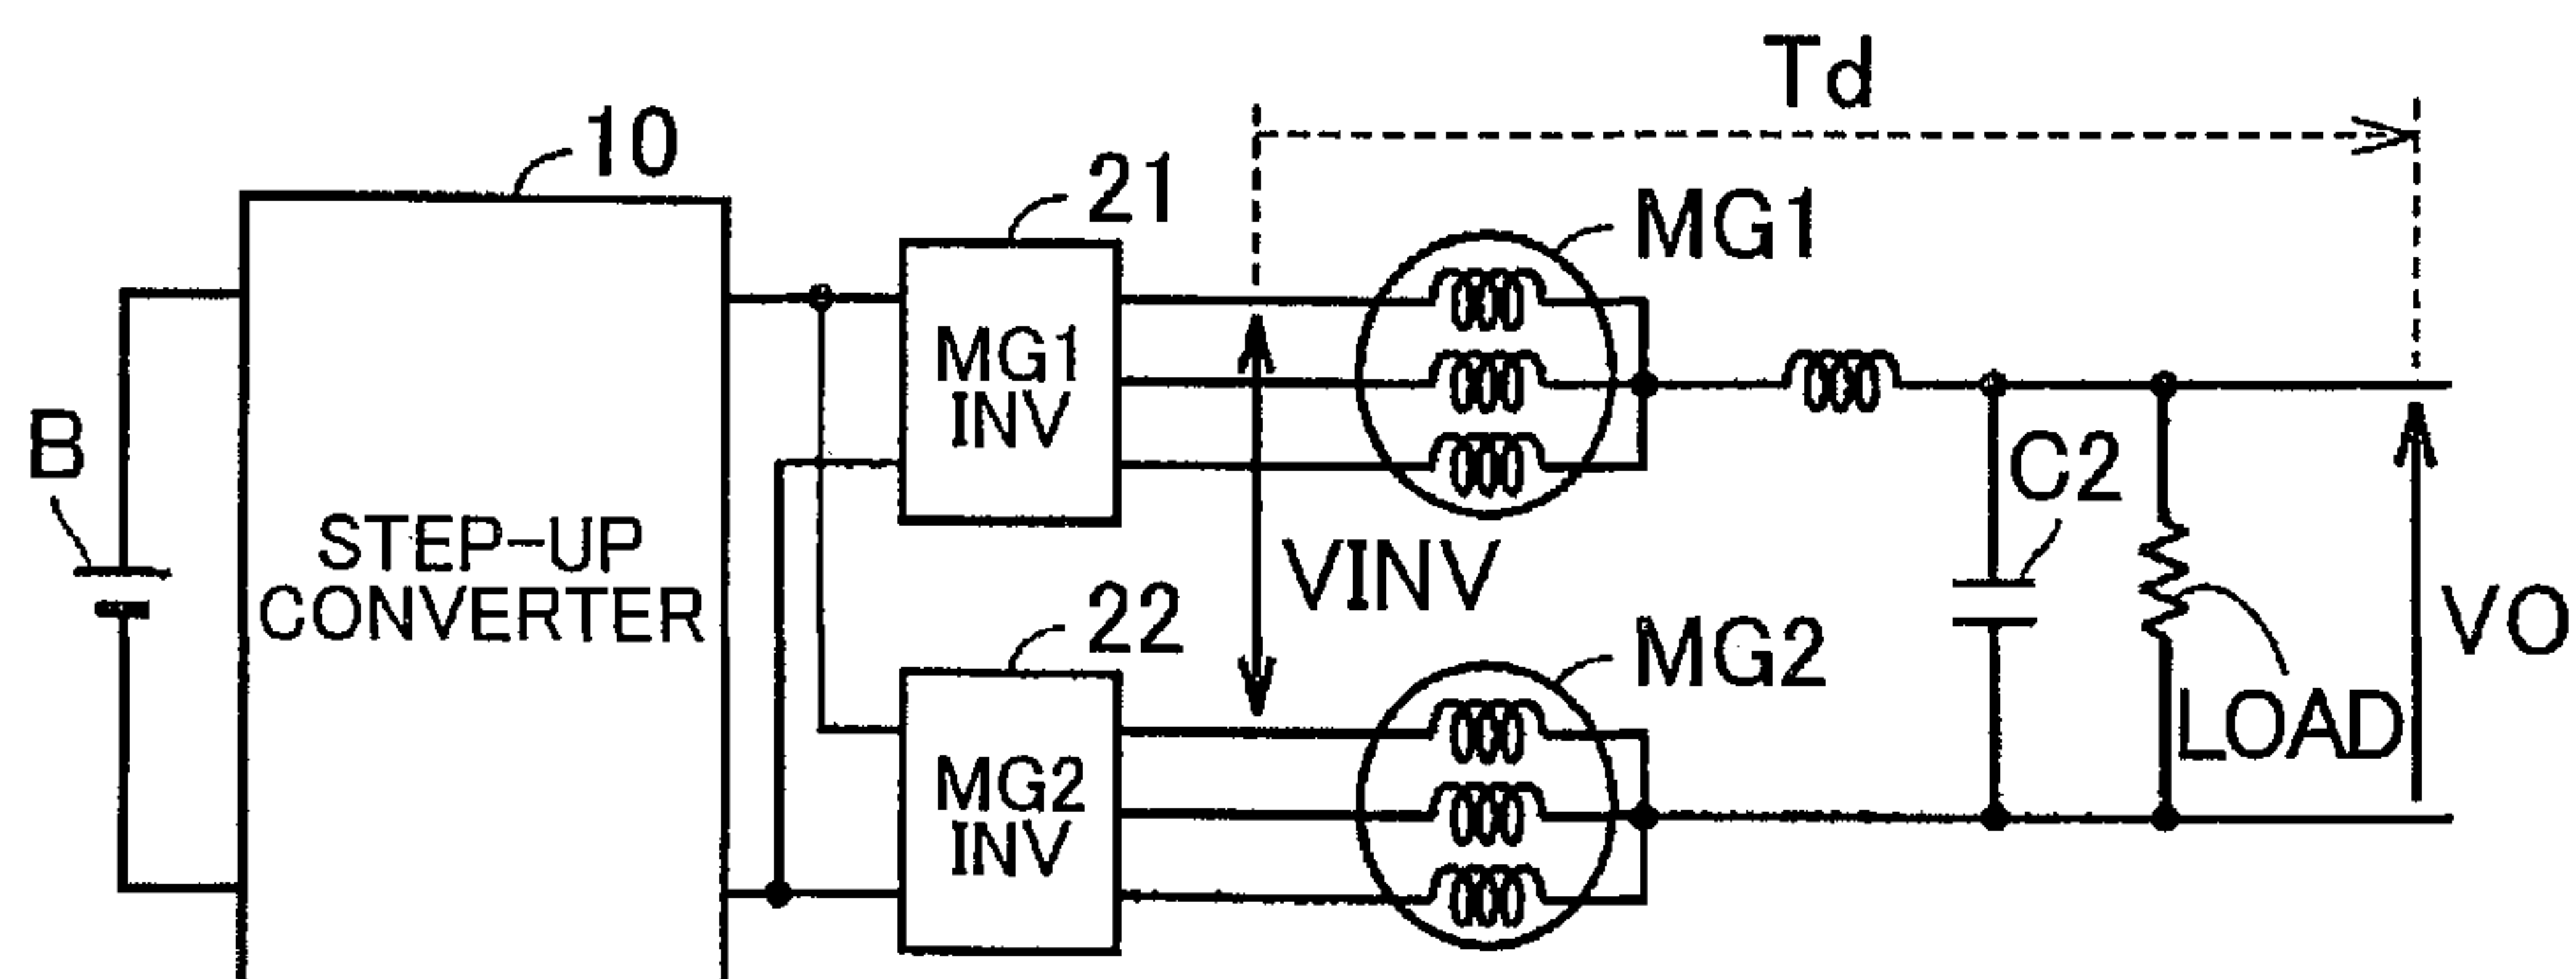 Td
10
21
MG1
MG1
INV
B
C2
STEP-UP
CONVERTER
VINV
22
MG2
VO
LOAD
MG2
INV